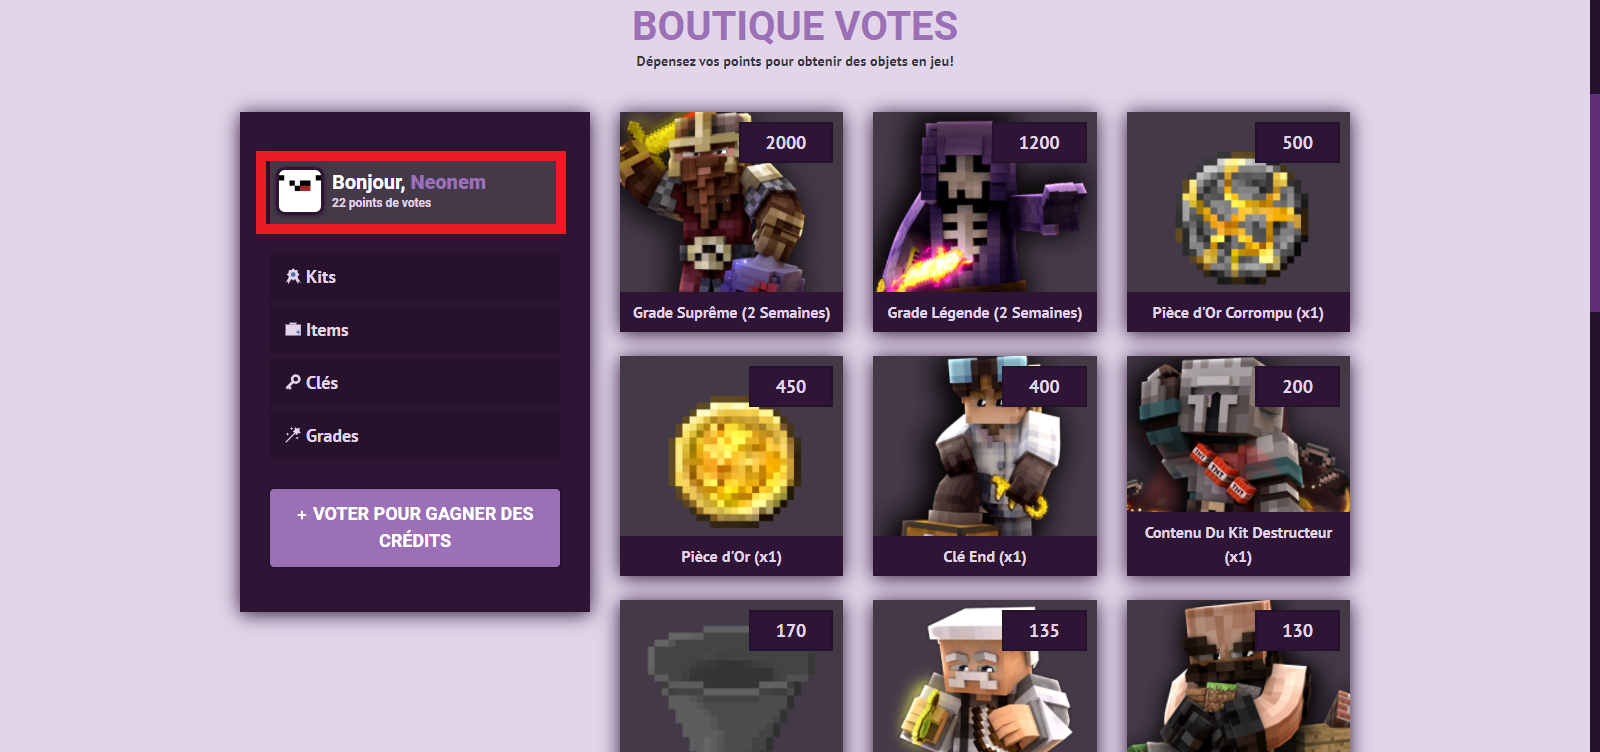 BOUTIQUE VOTES
Dépensez vos points pour obtenir des objets en jeu!
Bonjour, Neonem
22 points de votes
Kits
Items
Clés
Grades
+ VOTER POUR GAGNER DES
CRÉDITS
2000
Grade Suprême (2 Semaines)
1200
Grade Légende (2 Semaines)
500
Pièce d'Or Corrompu (x1)
450
Pièce d'Or (x1)
400
Clé End (x1)
200
TNT
TNT
TNT
Contenu Du Kit Destructeur
(x1)
170
135
130